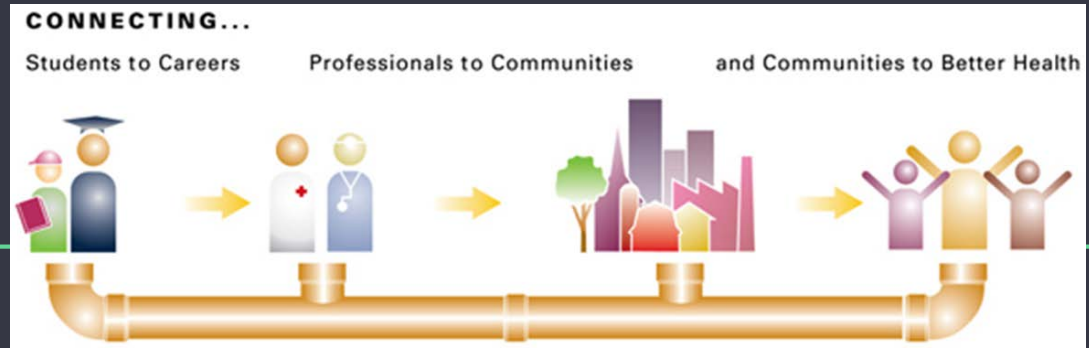 CONNECTING...
Students to Careers
Professionals to Communities
and Communities to Better Health